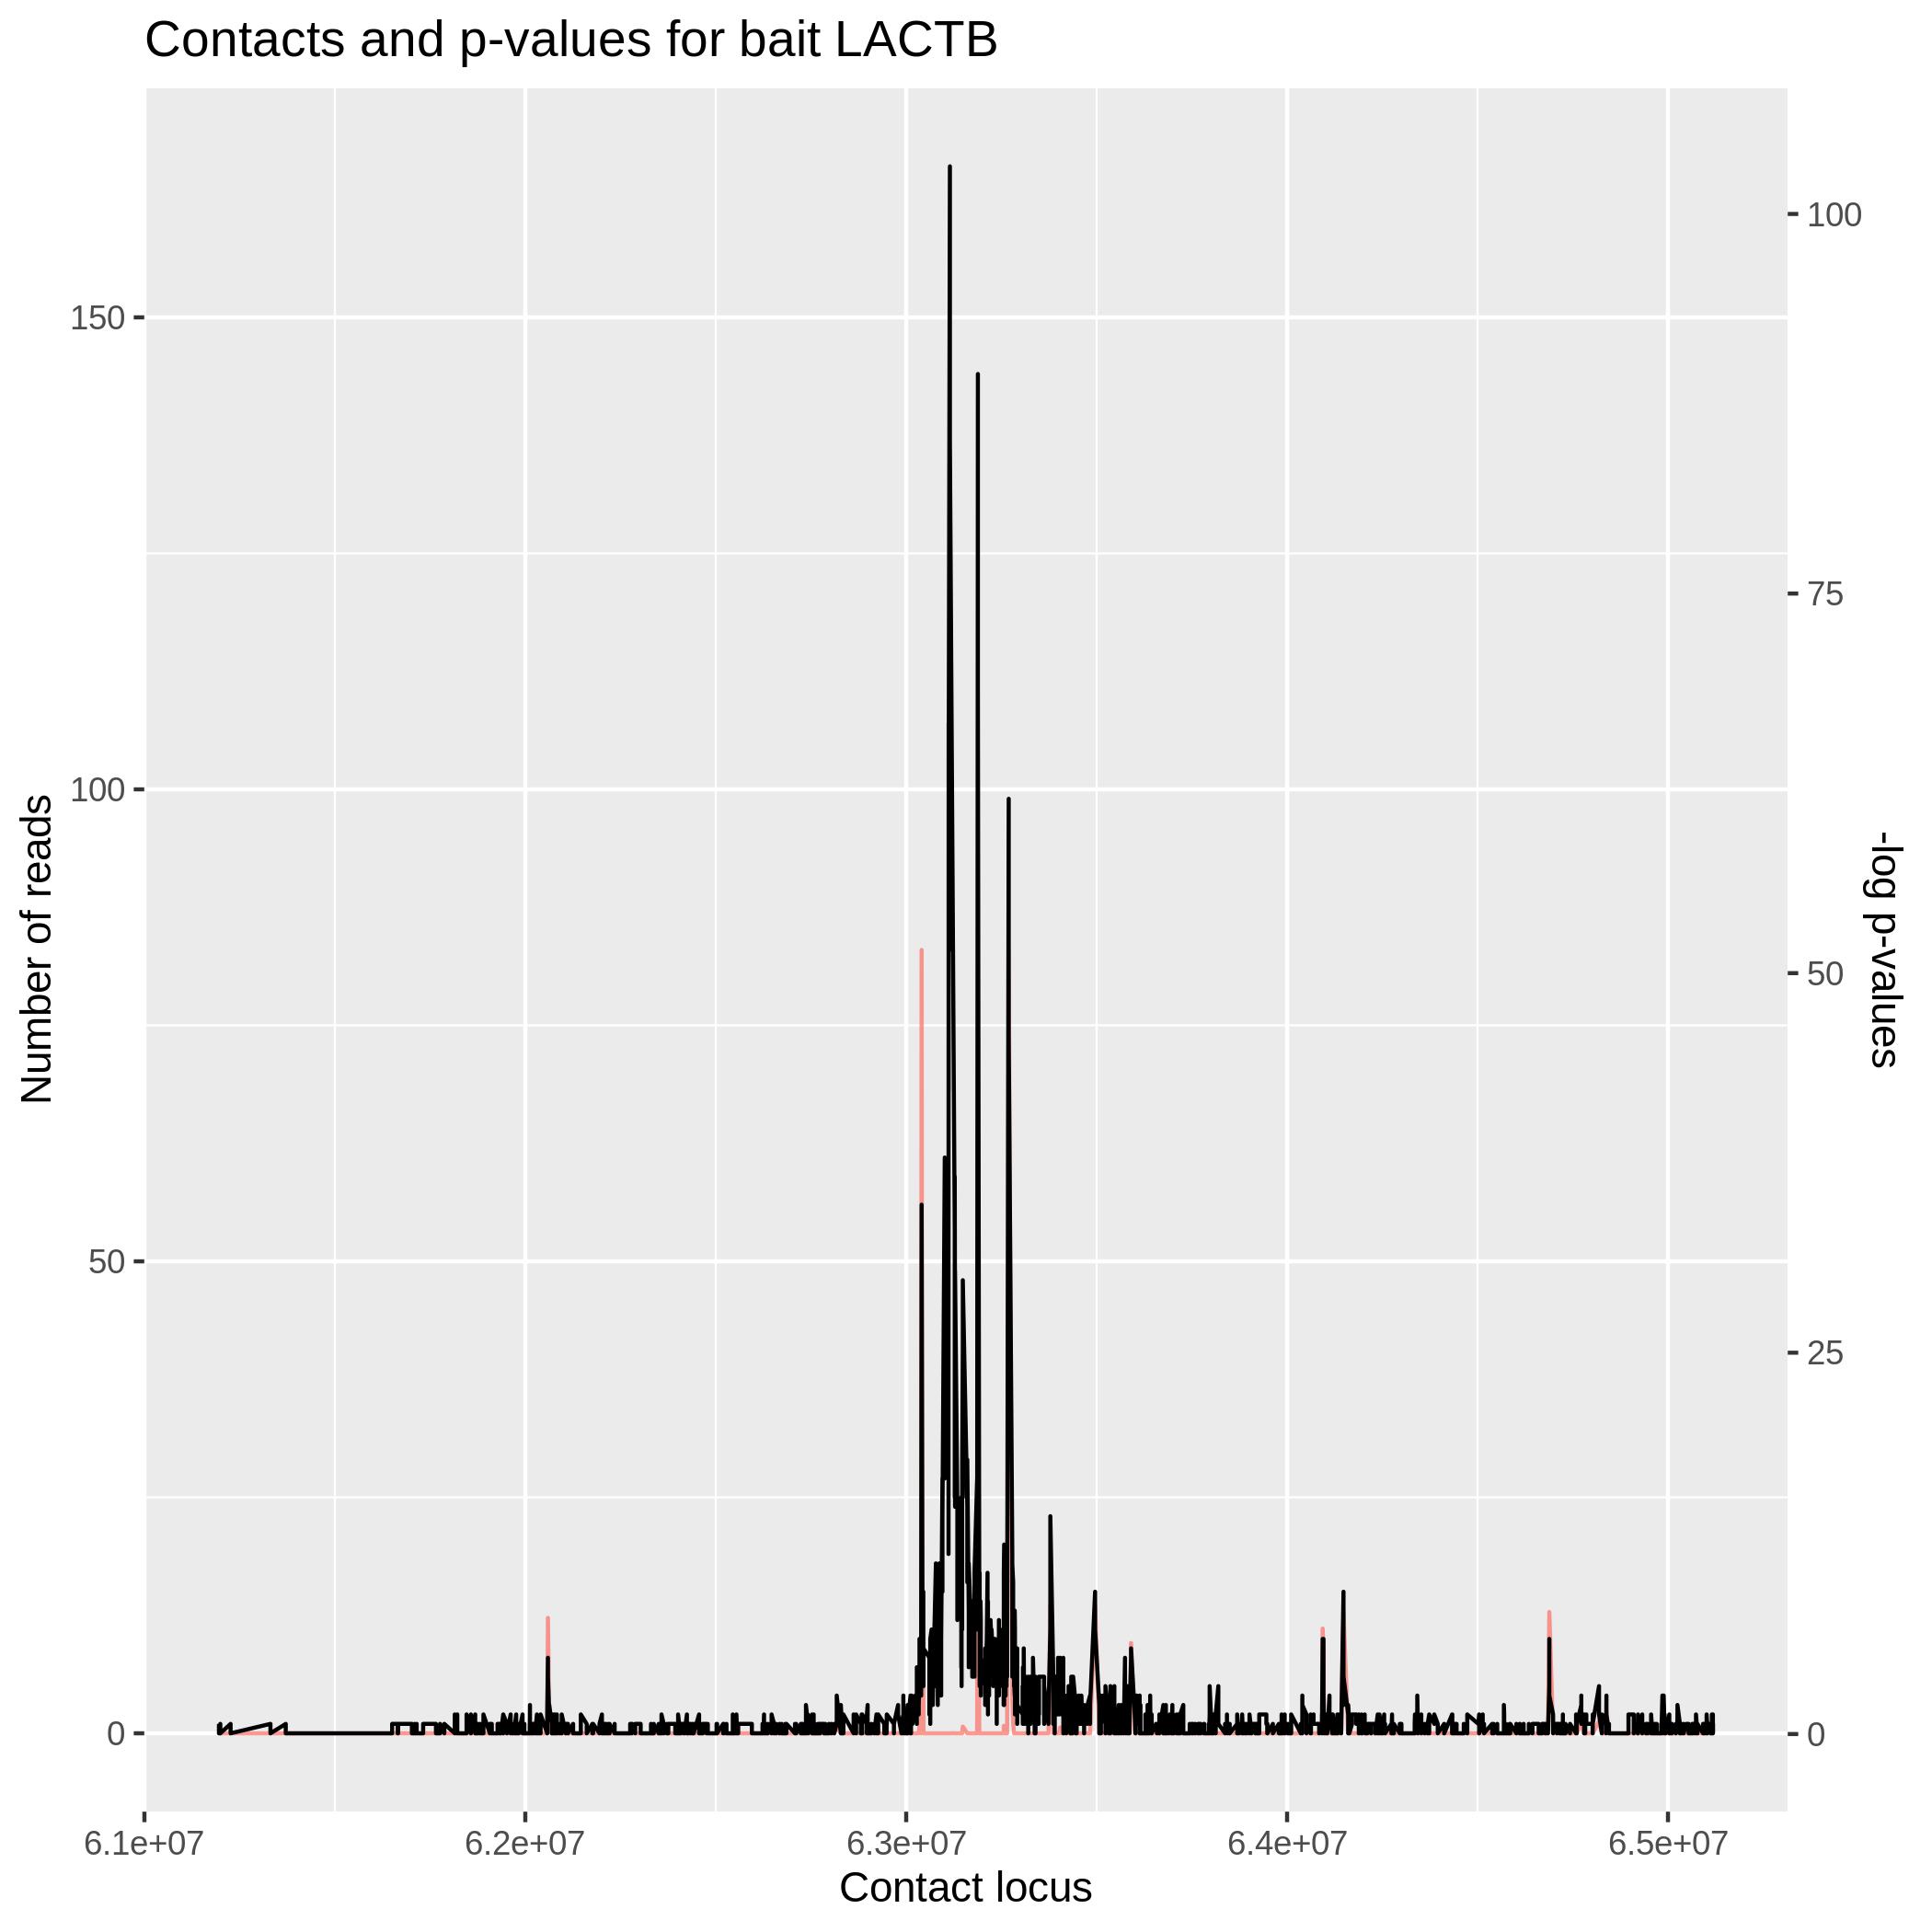 Contacts and p-values for bait LACTB
Number of reads
150
100
50
0
100
75
50
25
0
-log p-values
6.1e+07 6.2e+07 6.3e+07 6.4e+07 6.5e+07
Contact locus